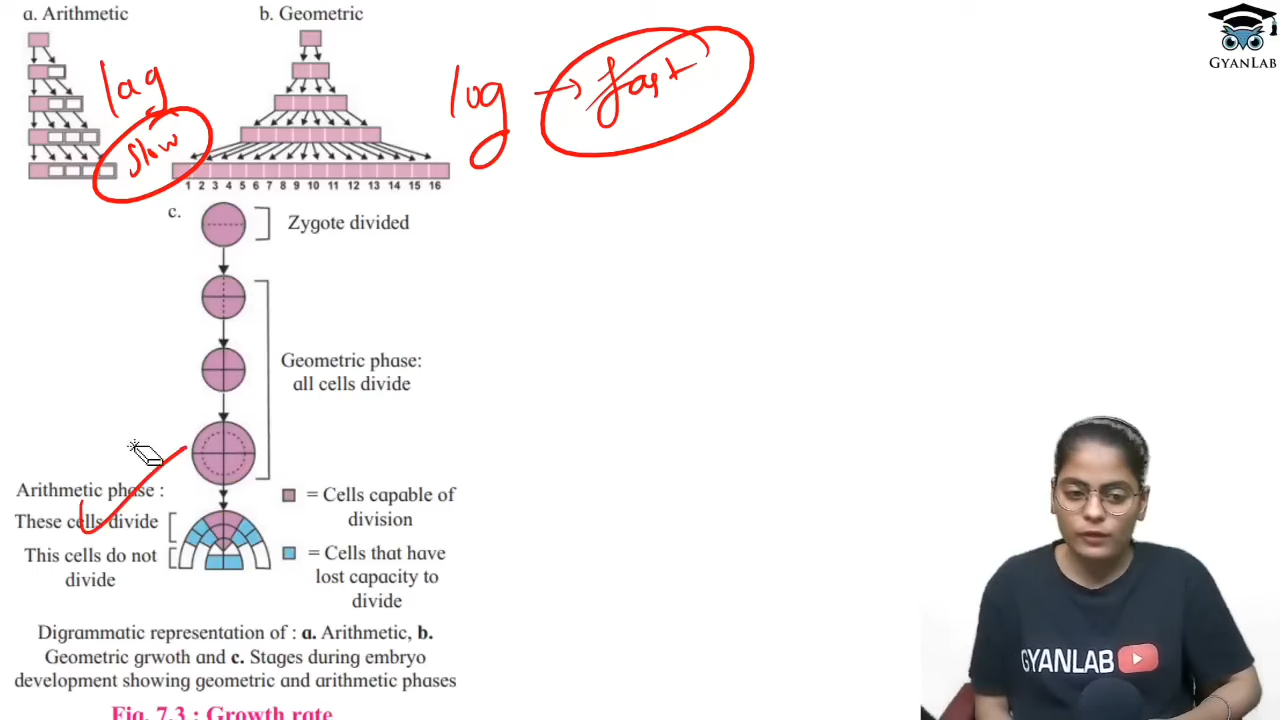 a. Arithmetic
b. Geometric
lag
slow
log → fast
GYANLAB
1 2 3 4 5 6 7 8 9 10 11 12 13 14 15 16
c.
Zygote divided
Geometric phase:
all cells divide
Arithmetic phase :
These cells divide
This cells do not
divide
= Cells capable of
division
= Cells that have
lost capacity to
divide
Digrammatic representation of : a. Arithmetic, b.
Geometric grwoth and c. Stages during embryo
development showing geometric and arithmetic phases
Fig. 7.3 : Growth rate
GYANLAB